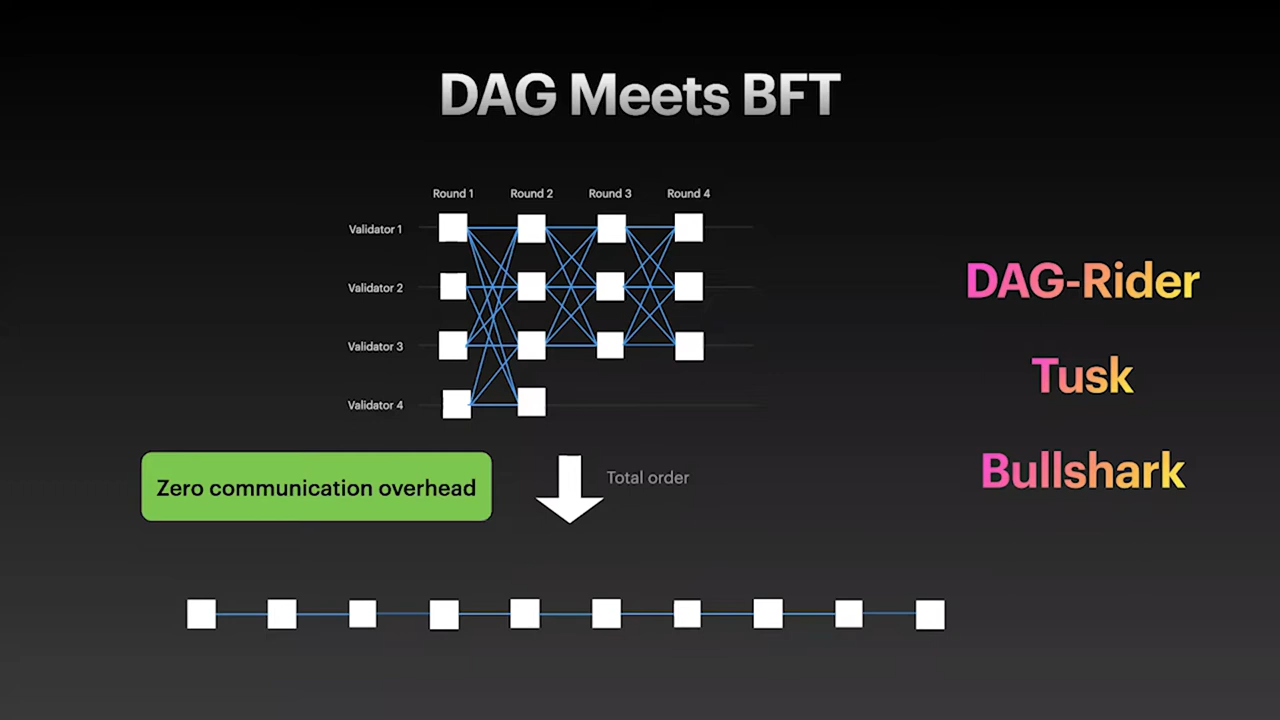 DAG Meets BFT
Round 1 Round 2 Round 3 Round 4
Validator 1
Validator 2
Validator 3
Validator 4
DAG-Rider
Tusk
Bullshark
Zero communication overhead
Total order